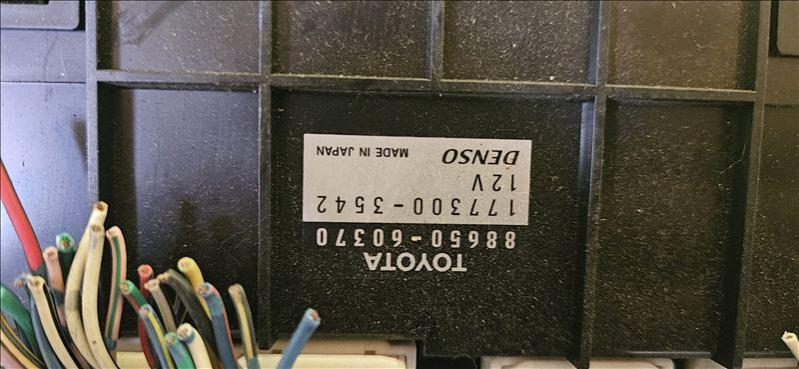 TOYOTA
88650-60370
177300-3542
12V
DENSO MADE IN JAPAN